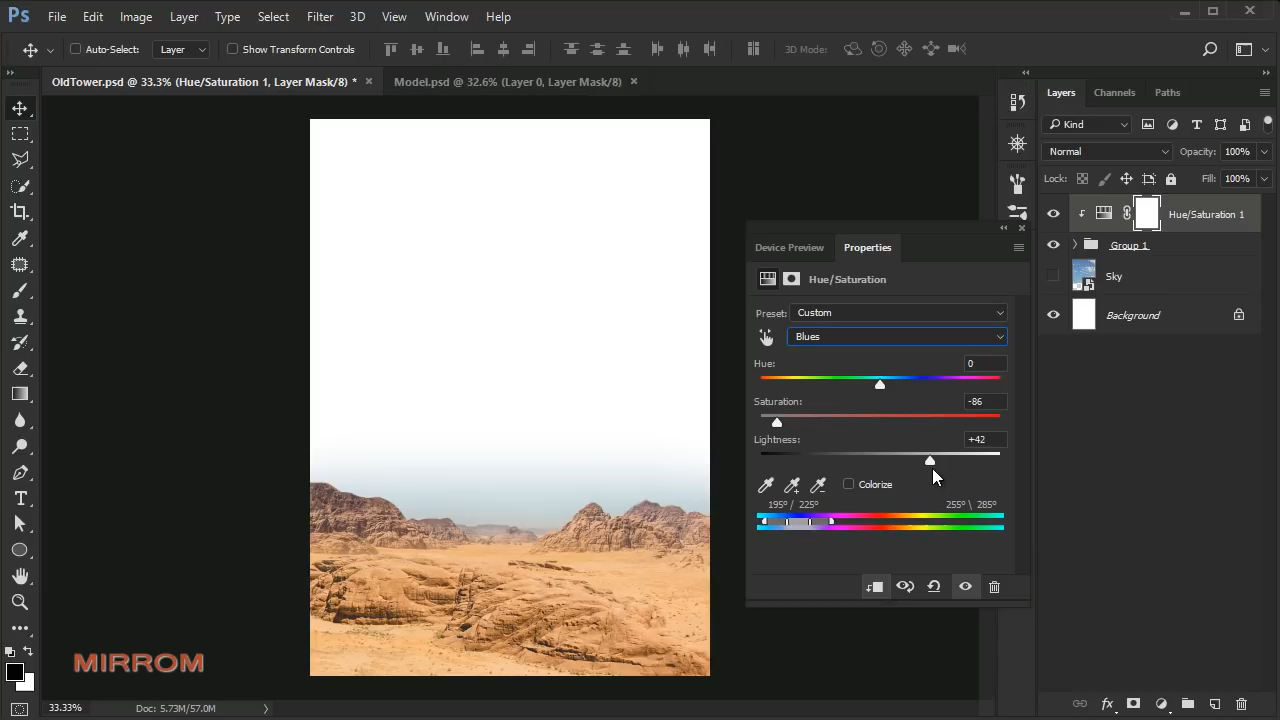 Ps File Edit Image Layer Type Select Filter 3D View Window Help
Auto-Select: Layer Show Transform Controls 3D Mode:
OldTower.psd @ 33.3% (Hue/Saturation 1, Layer Mask/8) * × Model.psd @ 32.6% (Layer 0, Layer Mask/8) ×
Layers Channels Paths
Kind
Normal Opacity: 100%
Lock: Fill: 100%
Hue/Saturation 1
Group 1
Sky
Background
Device Preview Properties
Hue/Saturation
Preset: Custom
Blues
Hue: 0
Saturation: -86
Lightness: +42
Colorize
195° / 225° 255° \ 285°
T
MIRROM
33.33% Doc: 5.73M/57.0M
fx